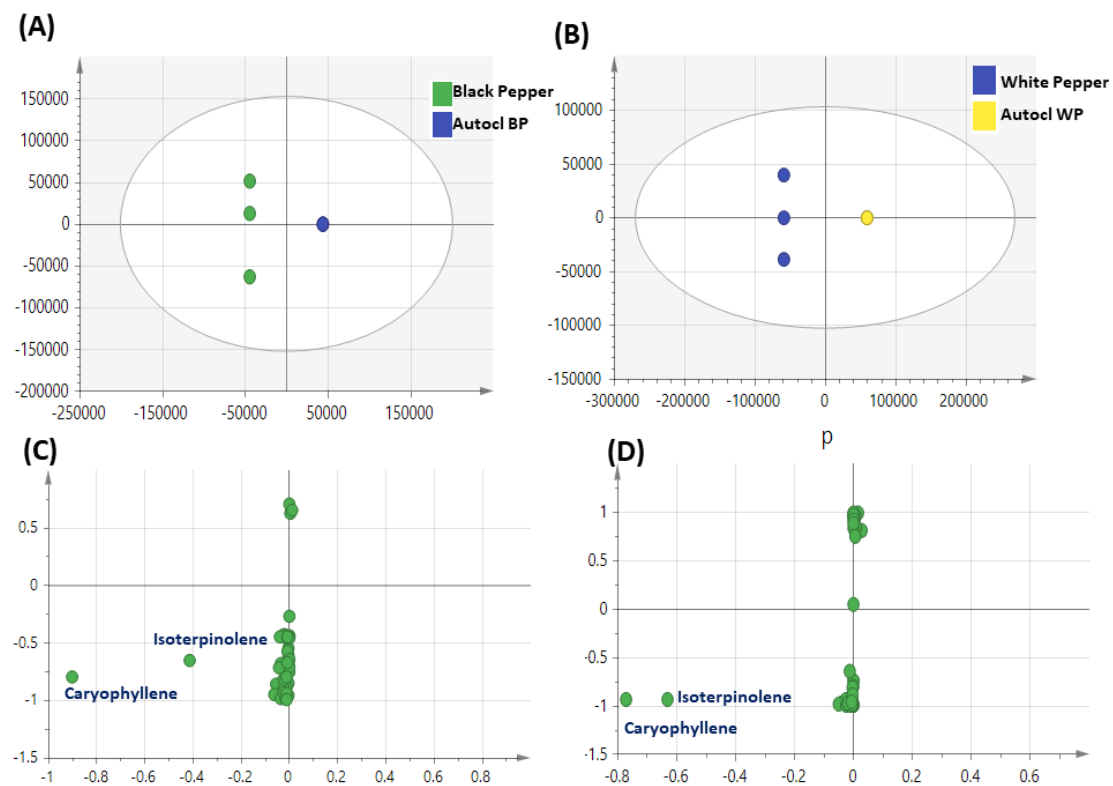 (A)
150000
100000
50000
0
-50000
-100000
-150000
-200000
-250000 -150000 -50000 50000 150000
Black Pepper
Autocl BP
(B)
100000
50000
0
-50000
-100000
-150000
-300000 -200000 -100000 0 100000 200000
White Pepper
Autocl WP
p
(C)
0.5
0
-0.5
-1
-1.5
-1 -0.8 -0.6 -0.4 -0.2 0 0.2 0.4 0.6 0.8
Isoterpinolene
Caryophyllene
(D)
1
0.5
0
-0.5
-1
-1.5
-0.8 -0.6 -0.4 -0.2 0 0.2 0.4 0.6
Isoterpinolene
Caryophyllene